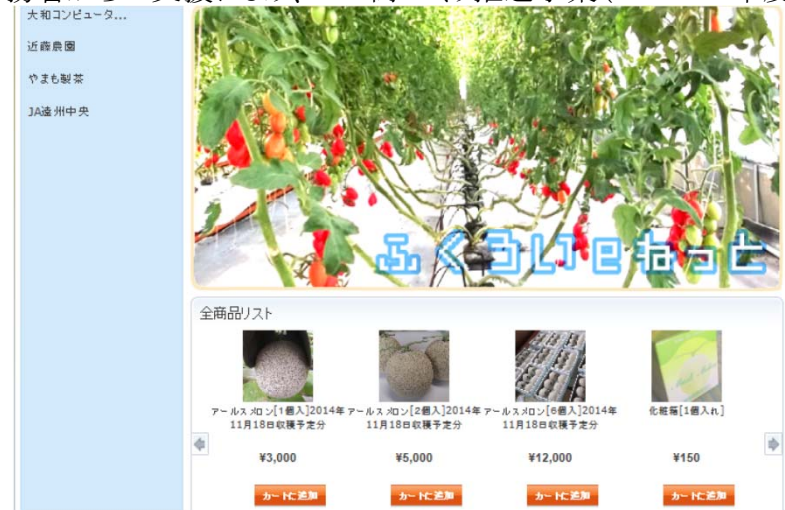 大和コンピュータ...
近藤農園
やまも製茶
JA遠州中央
ふくろいeねっと
全商品リスト
アールスメロン[1個入]2014年11月18日収穫予定分
¥3,000
カートに追加
アールスメロン[2個入]2014年11月18日収穫予定分
¥5,000
カートに追加
アールスメロン[6個入]2014年11月18日収穫予定分
¥12,000
カートに追加
化粧箱[1個入れ]
¥150
カートに追加